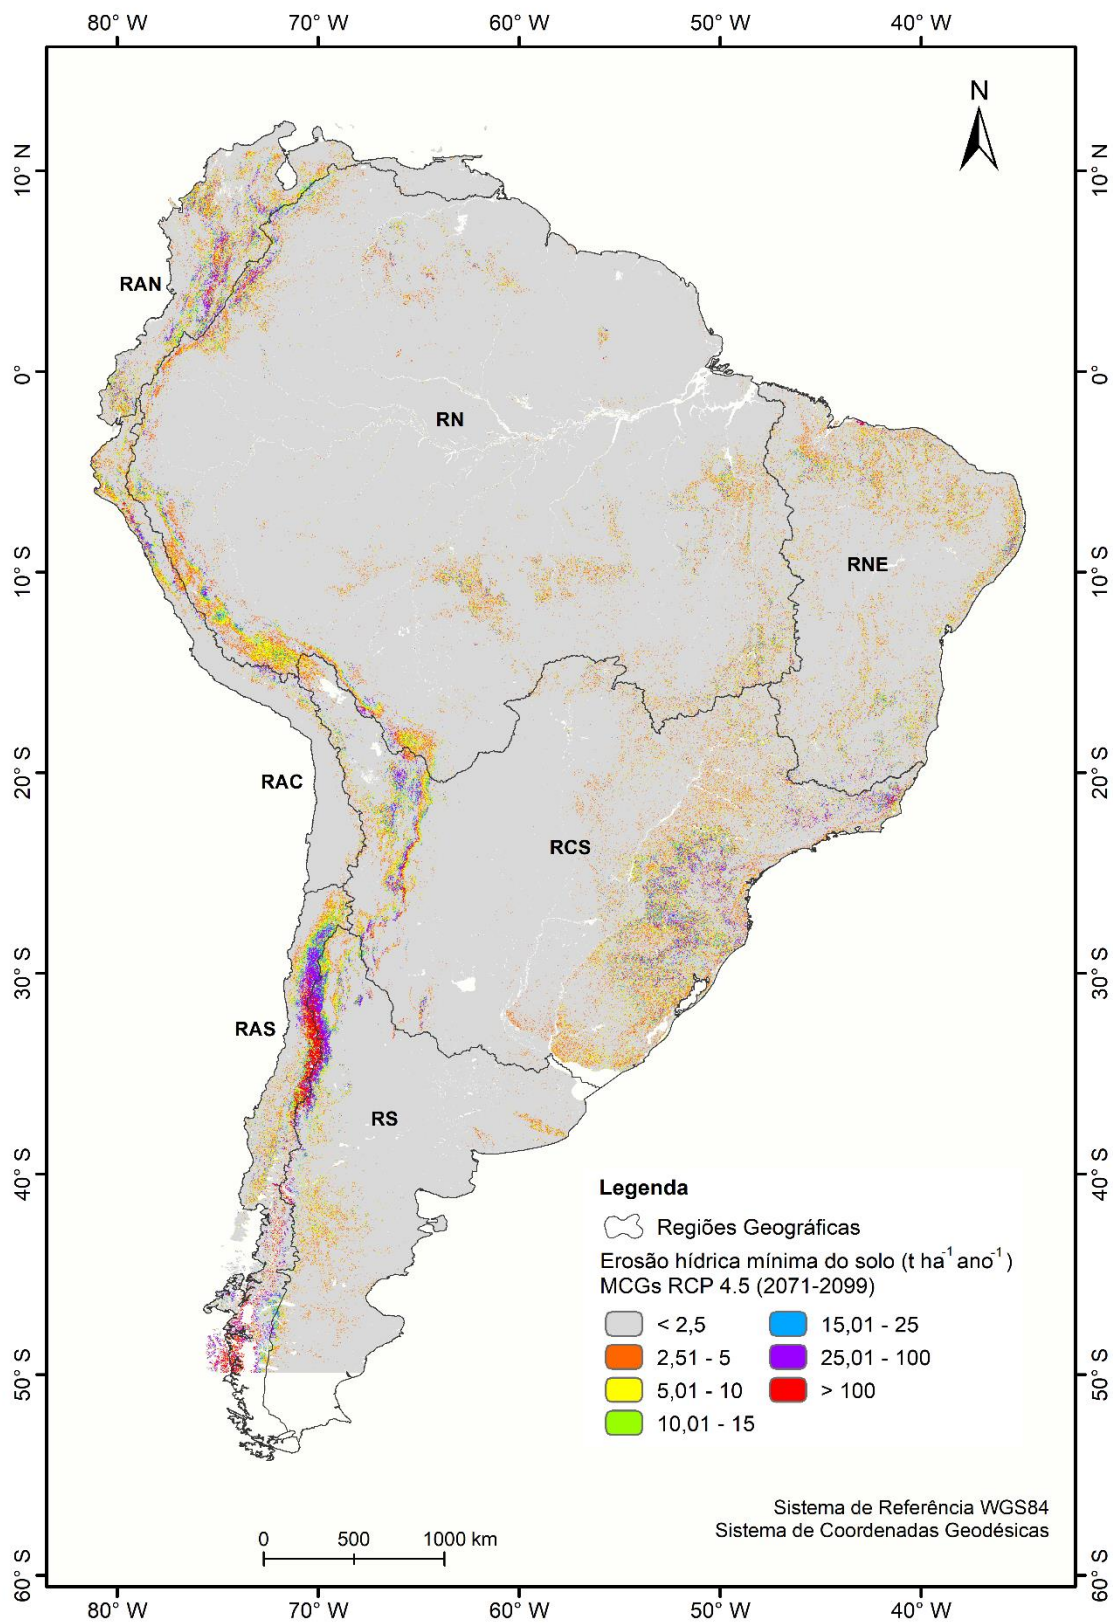 80° W 70° W 60° W 50° W 40° W
N
10° N 10° N
RAN
0° 0°
RN
RNE
10° S 10° S
20° S 20° S
RAC
RCS
30° S 30° S
RAS
RS
40° S 40° S
Legenda
Regiões Geográficas
Erosão hídrica mínima do solo (t ha⁻¹ ano⁻¹)
MCGs RCP 4.5 (2071-2099)
< 2,5 15,01 - 25
2,51 - 5 25,01 - 100
5,01 - 10 > 100
10,01 - 15
50° S 50° S
Sistema de Referência WGS84
Sistema de Coordenadas Geodésicas
0 500 1000 km
60° S 60° S
80° W 70° W 60° W 50° W 40° W